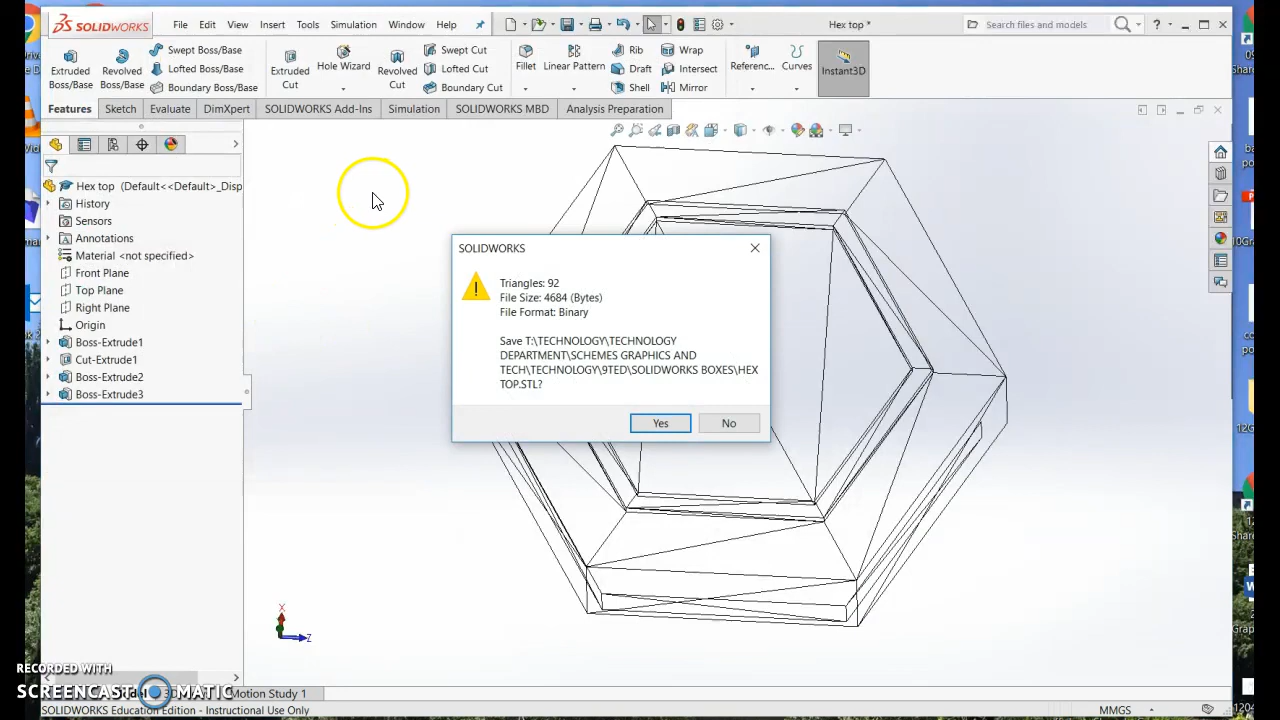 SOLIDWORKS File Edit View Insert Tools Simulation Window Help
Hex top *
Search files and models
Extruded Boss/Base
Revolved Boss/Base
Swept Boss/Base
Lofted Boss/Base
Boundary Boss/Base
Extruded Cut
Hole Wizard
Revolved Cut
Swept Cut
Lofted Cut
Boundary Cut
Fillet
Linear Pattern
Rib
Draft
Shell
Wrap
Intersect
Mirror
Referenc...
Curves
Instant3D
Features Sketch Evaluate DimXpert SOLIDWORKS Add-Ins Simulation SOLIDWORKS MBD Analysis Preparation
Hex top (Default<<Default>_Disp
History
Sensors
Annotations
Material <not specified>
Front Plane
Top Plane
Right Plane
Origin
Boss-Extrude1
Cut-Extrude1
Boss-Extrude2
Boss-Extrude3
SOLIDWORKS
Triangles: 92
File Size: 4684 (Bytes)
File Format: Binary
Save T:\TECHNOLOGY\TECHNOLOGY
DEPARTMENT\SCHEMES GRAPHICS AND
TECH\TECHNOLOGY\9TED\SOLIDWORKS BOXES\HEX
TOP.STL?
Yes No
X
Z
RECORDED WITH
SCREENCAST MATIC
Motion Study 1
SOLIDWORKS Education Edition - Instructional Use Only
MMGS